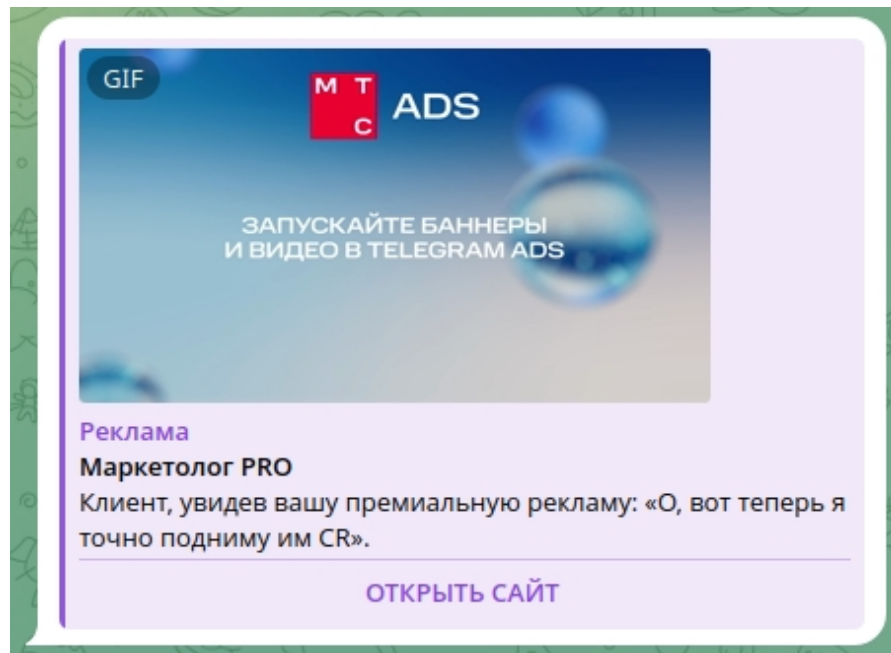 GIF
М Т
С
ADS
ЗАПУСКАЙТЕ БАННЕРЫ
И ВИДЕО В TELEGRAM ADS
Реклама
Маркетолог PRO
Клиент, увидев вашу премиальную рекламу: «О, вот теперь я
точно подниму им CR».
ОТКРЫТЬ САЙТ